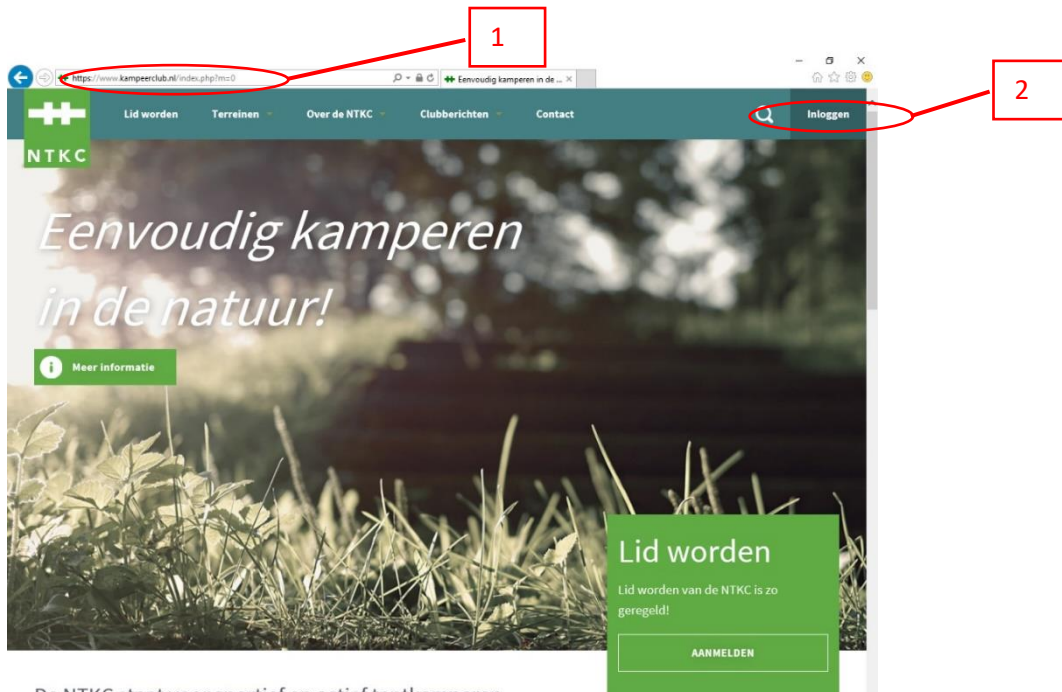 1
https://www.kampeerclub.nl/index.php?m=0
Eenvoudig kamperen in de ...
2
Lid worden
Terreinen
Over de NTKC
Clubberichten
Contact
Inloggen
NTKC
Eenvoudig kamperen
in de natuur!
i Meer informatie
Lid worden
Lid worden van de NTKC is zo
geregeld!
AANMELDEN